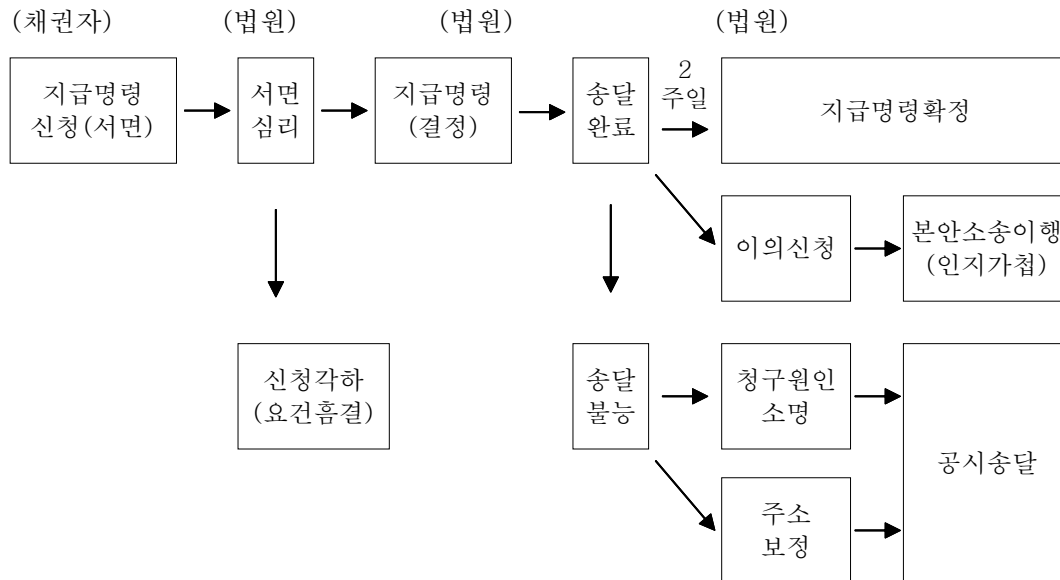 (채권자) (법원) (법원) (법원)
지급명령
신청(서면)
서면
심리
지급명령
(결정)
송달
완료
2
주일
지급명령확정
이의신청
본안소송이행
(인지가첩)
신청각하
(요건흠결)
송달
불능
청구원인
소명
공시송달
주소
보정